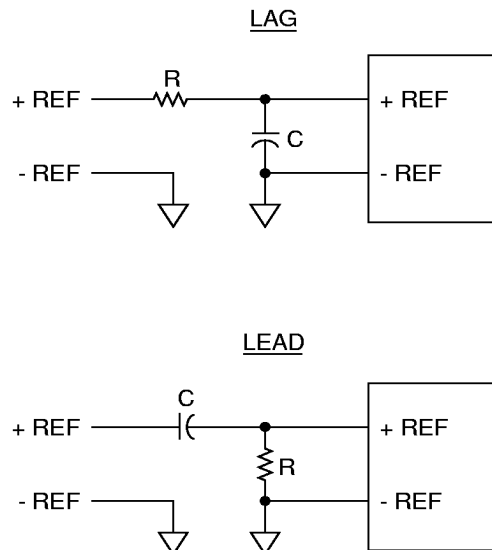 LAG
R
+ REF + REF
C
- REF - REF
LEAD
C
+ REF + REF
R
- REF - REF